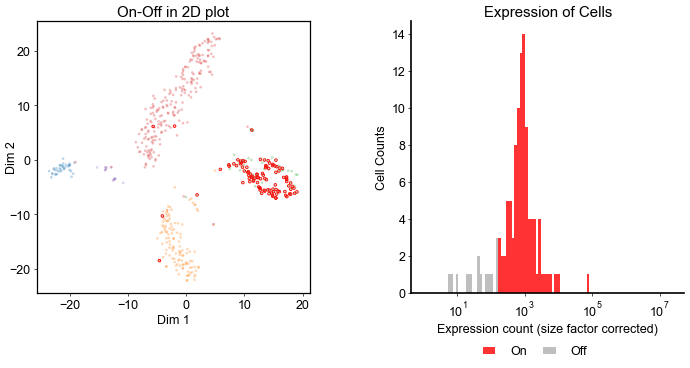 On-Off in 2D plot
20
10
0
−10
−20
Dim 2
−20 −10 0 10 20
Dim 1
Expression of Cells
14
12
10
8
6
4
2
0
Cell Counts
10^1 10^3 10^5 10^7
Expression count (size factor corrected)
On Off